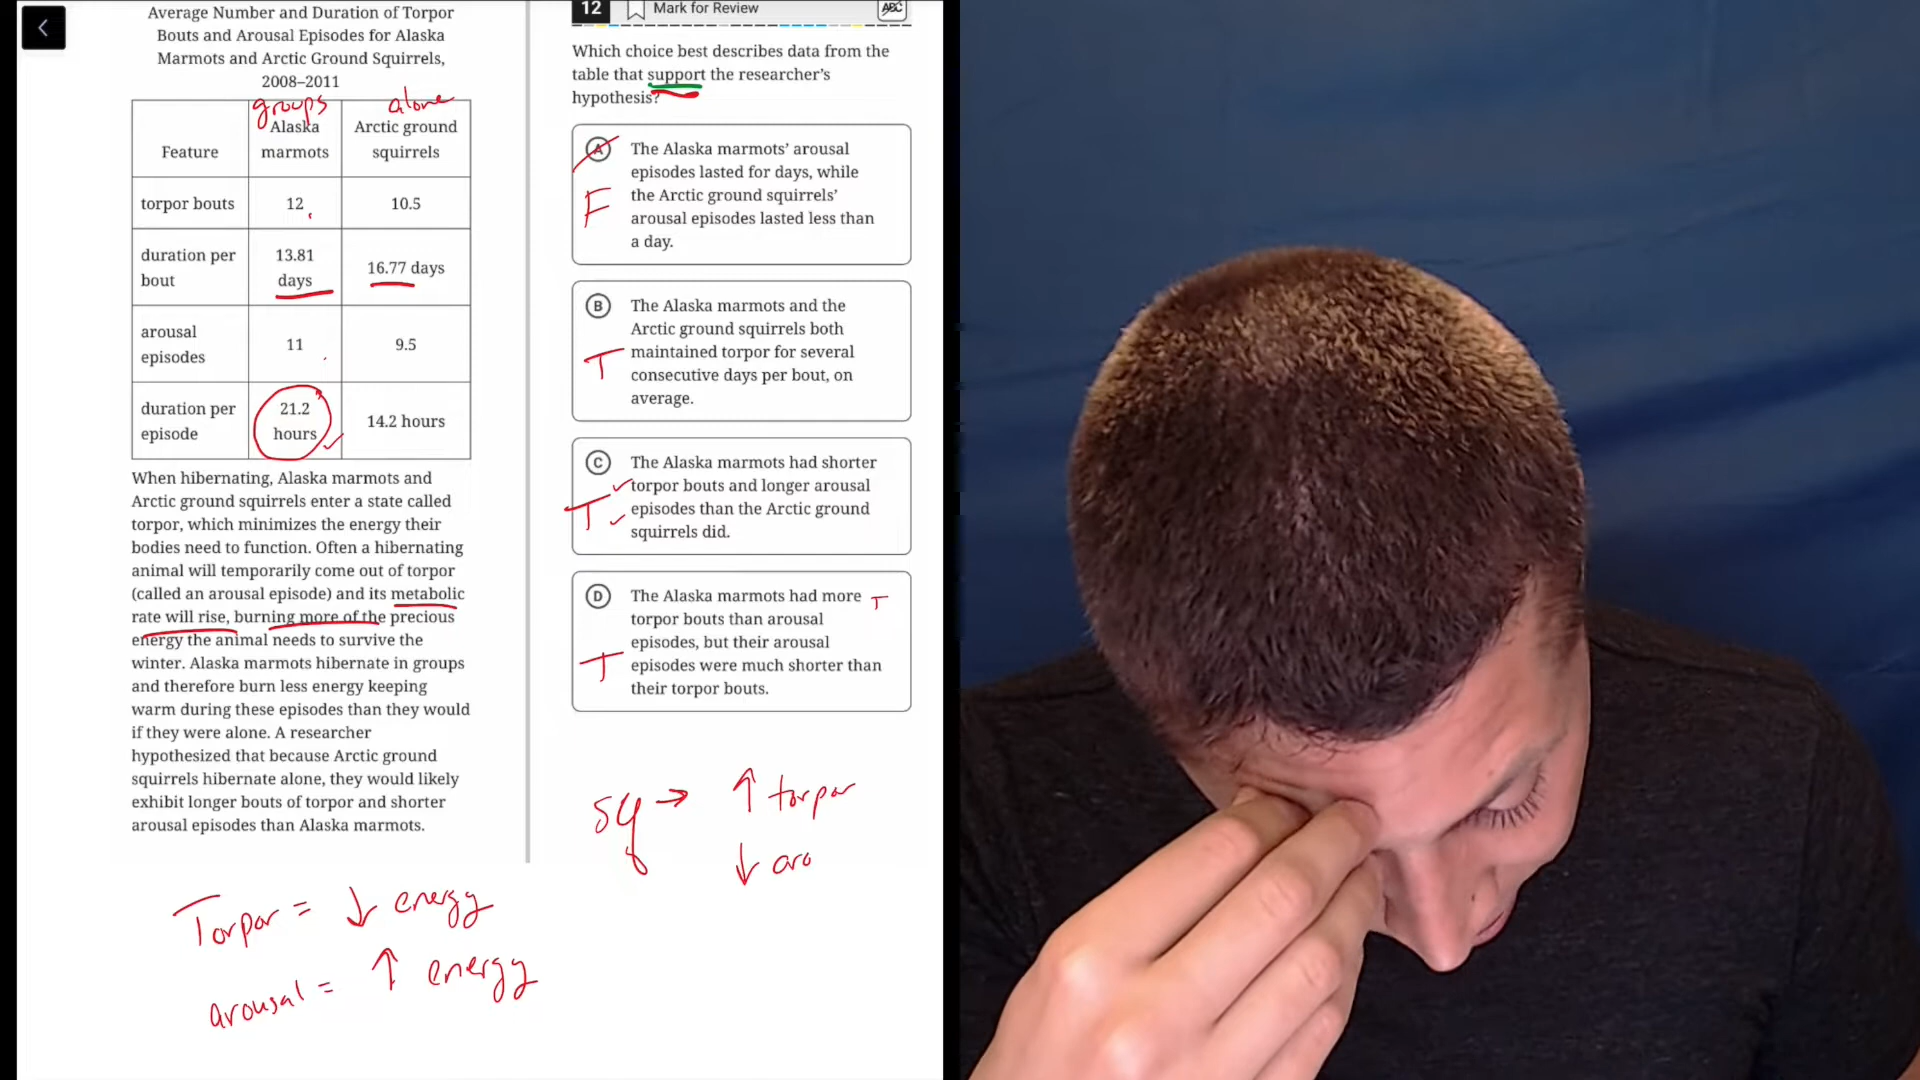 Average Number and Duration of Torpor
Bouts and Arousal Episodes for Alaska
Marmots and Arctic Ground Squirrels,
2008–2011
groups
alone
Feature
Alaska
marmots
Arctic ground
squirrels
torpor bouts
12
10.5
duration per
bout
13.81
days
16.77 days
arousal
episodes
11
9.5
duration per
episode
21.2
hours
14.2 hours
When hibernating, Alaska marmots and
Arctic ground squirrels enter a state called
torpor, which minimizes the energy their
bodies need to function. Often a hibernating
animal will temporarily come out of torpor
(called an arousal episode) and its metabolic
rate will rise, burning more of the precious
energy the animal needs to survive the
winter. Alaska marmots hibernate in groups
and therefore burn less energy keeping
warm during these episodes than they would
if they were alone. A researcher
hypothesized that because Arctic ground
squirrels hibernate alone, they would likely
exhibit longer bouts of torpor and shorter
arousal episodes than Alaska marmots.
Torpor = ↓ energy
arousal = ↑ energy
12 Mark for Review ABC
Which choice best describes data from the
table that support the researcher’s
hypothesis?
A The Alaska marmots’ arousal
episodes lasted for days, while
F the Arctic ground squirrels’
arousal episodes lasted less than
a day.
B The Alaska marmots and the
Arctic ground squirrels both
T maintained torpor for several
consecutive days per bout, on
average.
C The Alaska marmots had shorter
✓ torpor bouts and longer arousal
T ✓ episodes than the Arctic ground
squirrels did.
D The Alaska marmots had more T
torpor bouts than arousal
episodes, but their arousal
T episodes were much shorter than
their torpor bouts.
sq → ↑ torpor
↓ aro